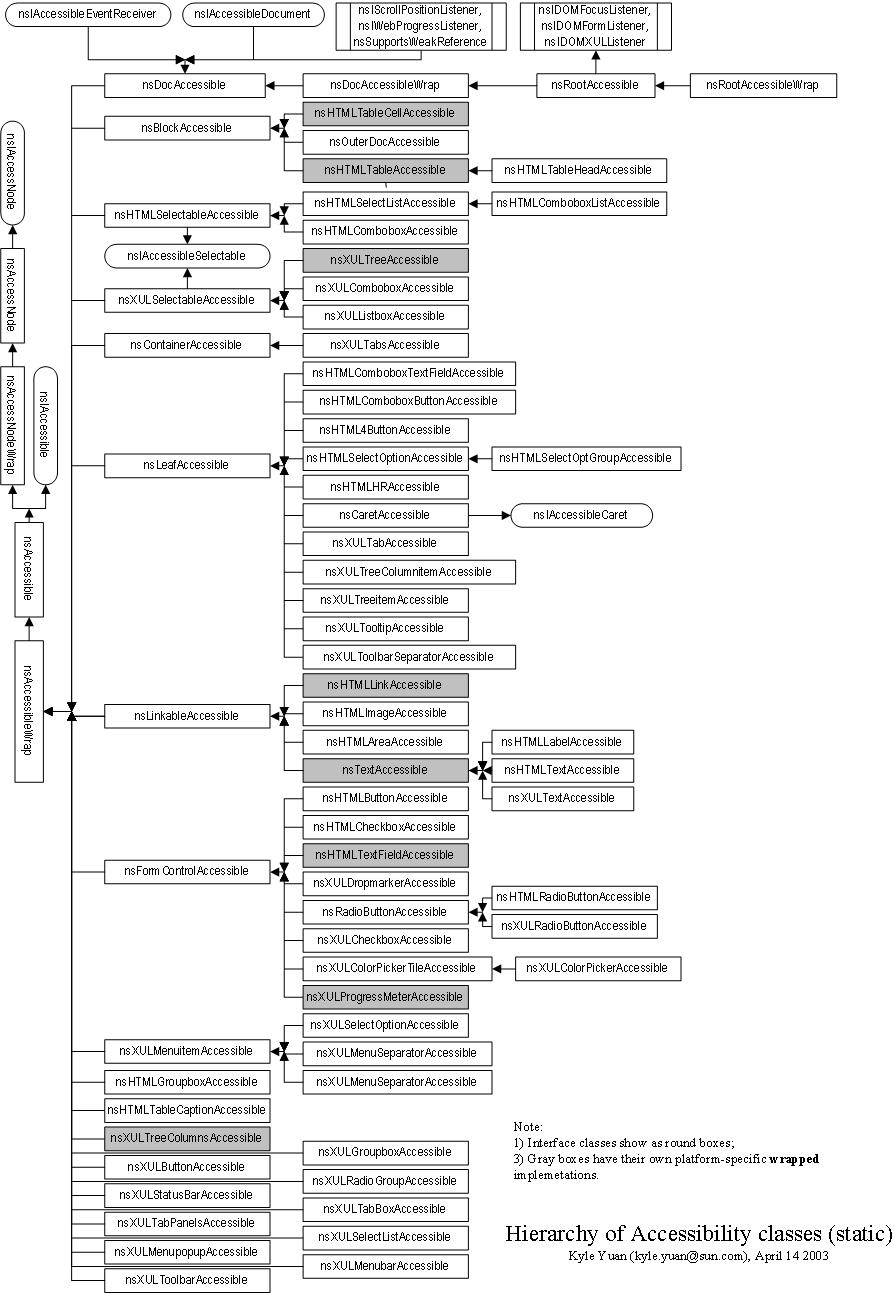 nsIAccessibleEventReceiver
nsIAccessibleDocument
nsIScrollPositionListener,
nsIWebProgressListener,
nsSupportsWeakReference
nsIDOMFocusListener,
nsIDOMFormListener,
nsIDOMXULListener
nsDocAccessible
nsDocAccessibleWrap
nsRootAccessible
nsRootAccessibleWrap
nsBlockAccessible
nsHTMLTableCellAccessible
nsOuterDocAccessible
nsHTMLTableAccessible
nsHTMLTableHeadAccessible
nsIAccessNode
nsAccessNode
nsAccessNodeWrap
nsIAccessible
nsAccessible
nsAccessibleWrap
nsHTMLSelectableAccessible
nsHTMLSelectListAccessible
nsHTMLComboboxListAccessible
nsHTMLComboboxAccessible
nsIAccessibleSelectable
nsXULTreeAccessible
nsXULSelectableAccessible
nsXULComboboxAccessible
nsXULListboxAccessible
nsContainerAccessible
nsXULTabsAccessible
nsHTMLComboboxTextFieldAccessible
nsHTMLComboboxButtonAccessible
nsHTML4ButtonAccessible
nsLeafAccessible
nsHTMLSelectOptionAccessible
nsHTMLSelectOptGroupAccessible
nsHTMLHRAccessible
nsCaretAccessible
nsIAccessibleCaret
nsXULTabAccessible
nsXULTreeColumnitemAccessible
nsXULTreeitemAccessible
nsXULTooltipAccessible
nsXULToolbarSeparatorAccessible
nsHTMLLinkAccessible
nsLinkableAccessible
nsHTMLImageAccessible
nsHTMLAreaAccessible
nsTextAccessible
nsHTMLLabelAccessible
nsHTMLTextAccessible
nsXULTextAccessible
nsHTMLButtonAccessible
nsHTMLCheckboxAccessible
nsHTMLTextFieldAccessible
nsFormControlAccessible
nsXULDropmarkerAccessible
nsRadioButtonAccessible
nsHTMLRadioButtonAccessible
nsXULRadioButtonAccessible
nsXULCheckboxAccessible
nsXULColorPickerTileAccessible
nsXULColorPickerAccessible
nsXULProgressMeterAccessible
nsXULSelectOptionAccessible
nsXULMenuitemAccessible
nsXULMenuSeparatorAccessible
nsXULMenuSeparatorAccessible
nsHTMLGroupboxAccessible
nsHTMLTableCaptionAccessible
nsXULTreeColumnsAccessible
nsXULGroupboxAccessible
nsXULButtonAccessible
nsXULRadioGroupAccessible
nsXULStatusBarAccessible
nsXULTabBoxAccessible
nsXULTabPanelsAccessible
nsXULSelectListAccessible
nsXULMenupopupAccessible
nsXULMenubarAccessible
nsXULToolbarAccessible
Note:
1) Interface classes show as round boxes;
3) Gray boxes have their own platform-specific wrapped
implemetations.
Hierarchy of Accessibility classes (static)
Kyle Yuan (kyle.yuan@sun.com), April 14 2003